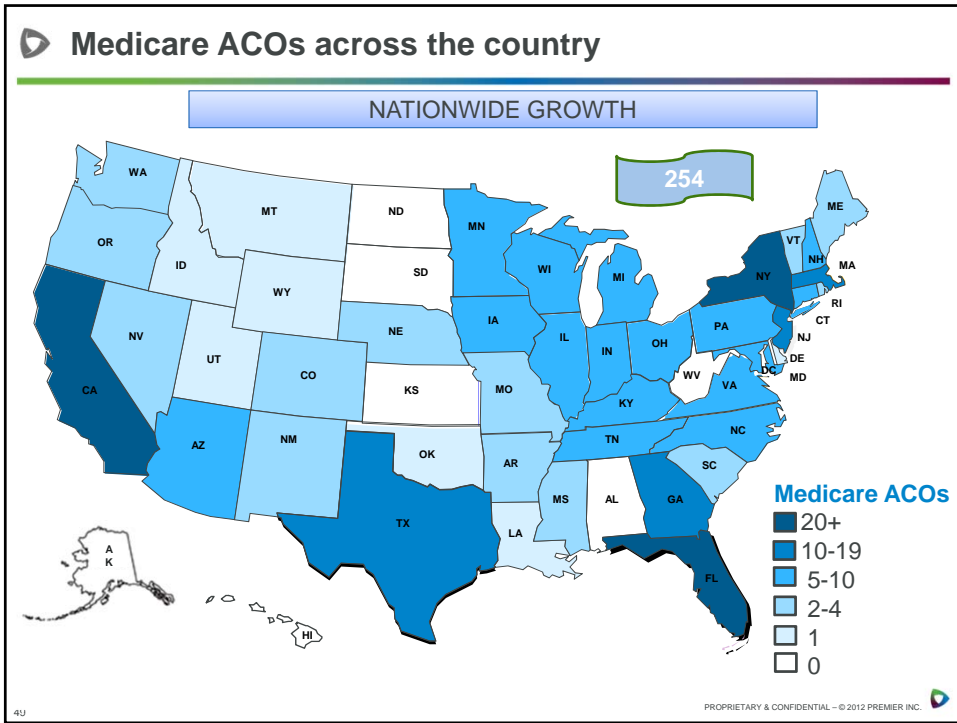 Medicare ACOs across the country
NATIONWIDE GROWTH
254
WA
MT
ND
MN
ME
OR
ID
SD
WI
MI
VT
NH
MA
NY
WY
RI
CT
NV
NE
IA
PA
NJ
IL
IN
OH
DE
UT
CO
DC
MD
CA
KS
MO
WV
VA
KY
AZ
NM
OK
TN
NC
AR
SC
MS
AL
GA
TX
LA
FL
A
K
HI
Medicare ACOs
20+
10-19
5-10
2-4
1
0
49
PROPRIETARY & CONFIDENTIAL – © 2012 PREMIER INC.